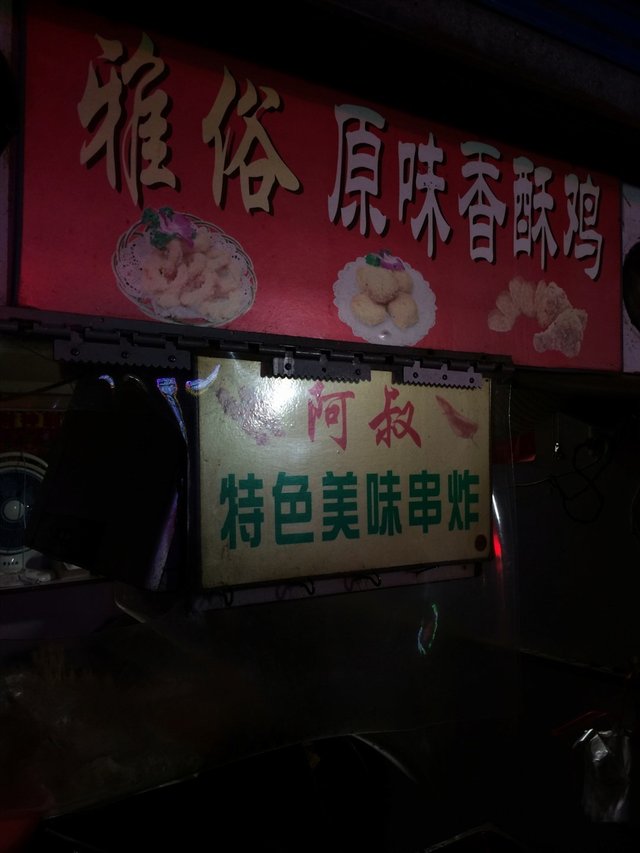 雅俗 原味香酥鸡
阿叔
特色美味串炸